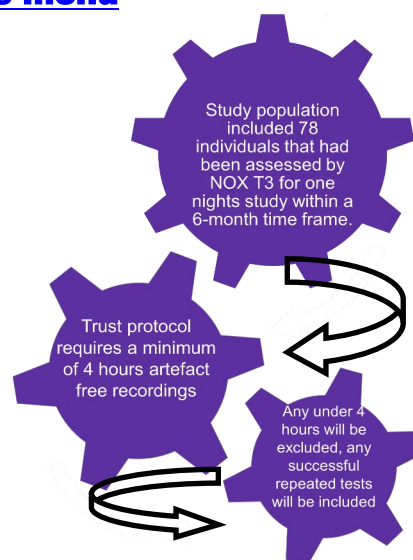 Study population
included 78
individuals that had
been assessed by
NOX T3 for one
nights study within a
6-month time frame.
Trust protocol
requires a minimum
of 4 hours artefact
free recordings
Any under 4
hours will be
excluded, any
successful
repeated tests
will be included